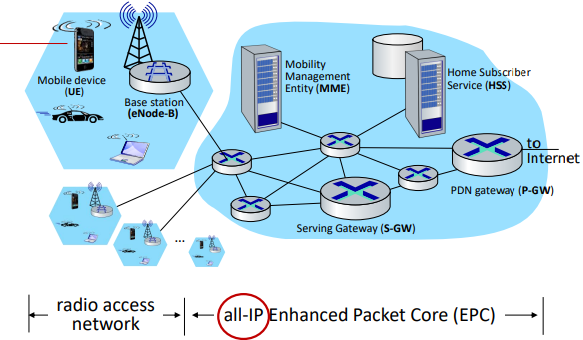 Mobile device
(UE)
Base station
(eNode-B)
Mobility
Management
Entity (MME)
Home Subscriber
Service (HSS)
to
Internet
PDN gateway (P-GW)
Serving Gateway (S-GW)
...
radio access
network
all-IP Enhanced Packet Core (EPC)